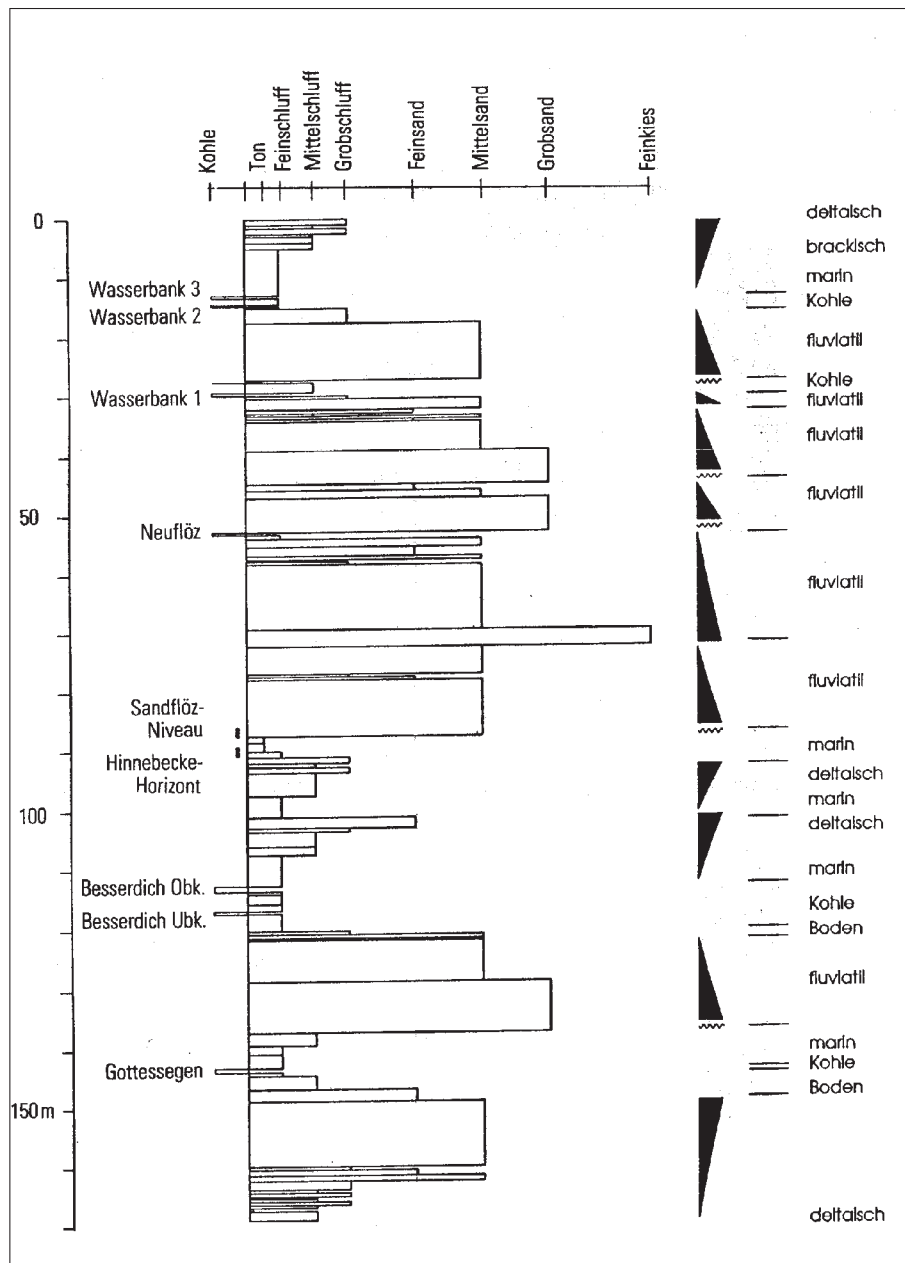 Kohle
Ton
Feinschluff
Mittelschluff
Grobschluff
Feinsand
Mittelsand
Grobsand
Feinkies
0
deltaisch
brackisch
marin
Wasserbank 3
Kohle
Wasserbank 2
fluviatil
Kohle
Wasserbank 1
fluviatil
fluviatil
fluviatil
50
Neuflöz
fluviatil
fluviatil
Sandflöz-
Niveau
marin
Hinnebecke-
Horizont
deltaisch
marin
100
deltaisch
marin
Besserdich Obk.
Kohle
Besserdich Ubk.
Boden
fluviatil
marin
Kohle
Gottessegen
Boden
150 m
deltaisch